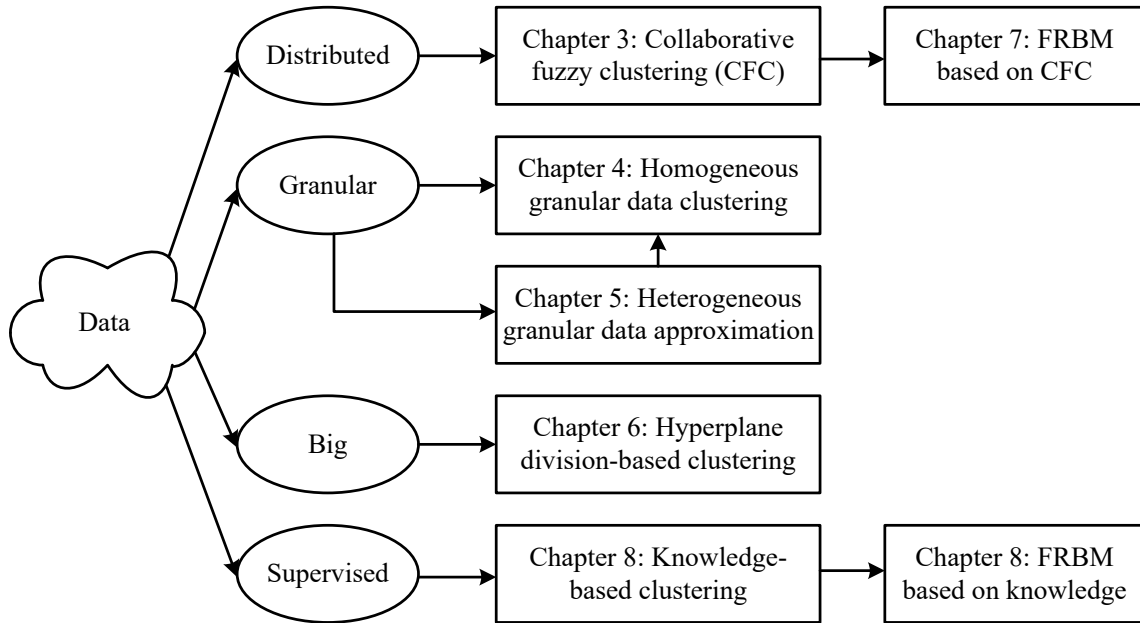 Distributed
Chapter 3: Collaborative
fuzzy clustering (CFC)
Chapter 7: FRBM
based on CFC
Granular
Chapter 4: Homogeneous
granular data clustering
Data
Chapter 5: Heterogeneous
granular data approximation
Big
Chapter 6: Hyperplane
division-based clustering
Supervised
Chapter 8: Knowledge-
based clustering
Chapter 8: FRBM
based on knowledge